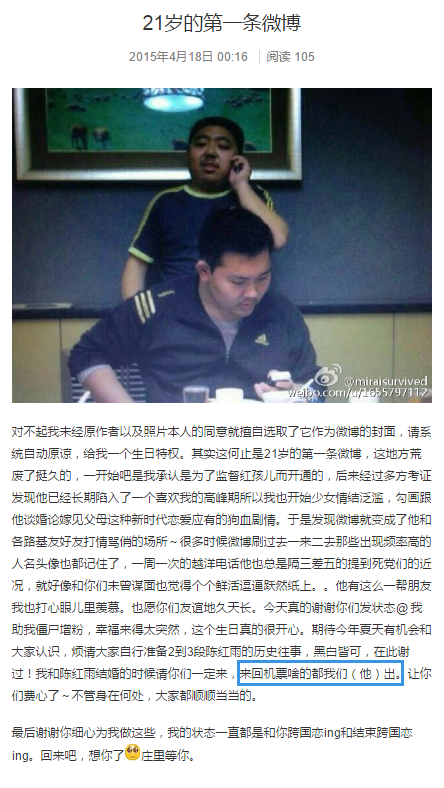 21岁的第一条微博
2015年4月18日 00:16 阅读 105
@miraisurvived
weibo.com/u/1655797112
对不起我未经原作者以及照片本人的同意就擅自选取了它作为微博的封面，请系
统自动原谅，给我一个生日特权。其实这何止是21岁的第一条微博，这地方荒
废了挺久的，一开始吧是我承认是为了监督红孩儿而开通的，后来经过多方考证
发现他已经长期陷入了一个喜欢我的高峰期所以我也开始少女情结泛滥，勾画跟
他谈婚论嫁见父母这种新时代恋爱应有的狗血剧情。于是发现微博就变成了他和
各路基友好友打情骂俏的场所～很多时候微博刷过去一来二去那些出现频率高的
人名头像也都记住了，一周一次的越洋电话他也总是隔三差五的提到死党们的近
况，就好像和你们未曾谋面也觉得个个鲜活逗逼跃然纸上。。他有这么一帮朋友
我也打心眼儿里羡慕。也愿你们友谊地久天长。今天真的谢谢你们发状态@我
助我僵尸增粉，幸福来得太突然，这个生日真的很开心。期待今年夏天有机会和
大家认识，烦请大家自行准备2到3段陈红雨的历史往事，黑白皆可，在此谢
过！我和陈红雨结婚的时候请你们一定来，来回机票啥的都我们（他）出。让你
们费心了～不管身在何处，大家都顺顺当当的。
最后谢谢你细心为我做这些，我的状态一直都是和你跨国恋ing和结束跨国恋
ing。回来吧，想你了庄里等你。